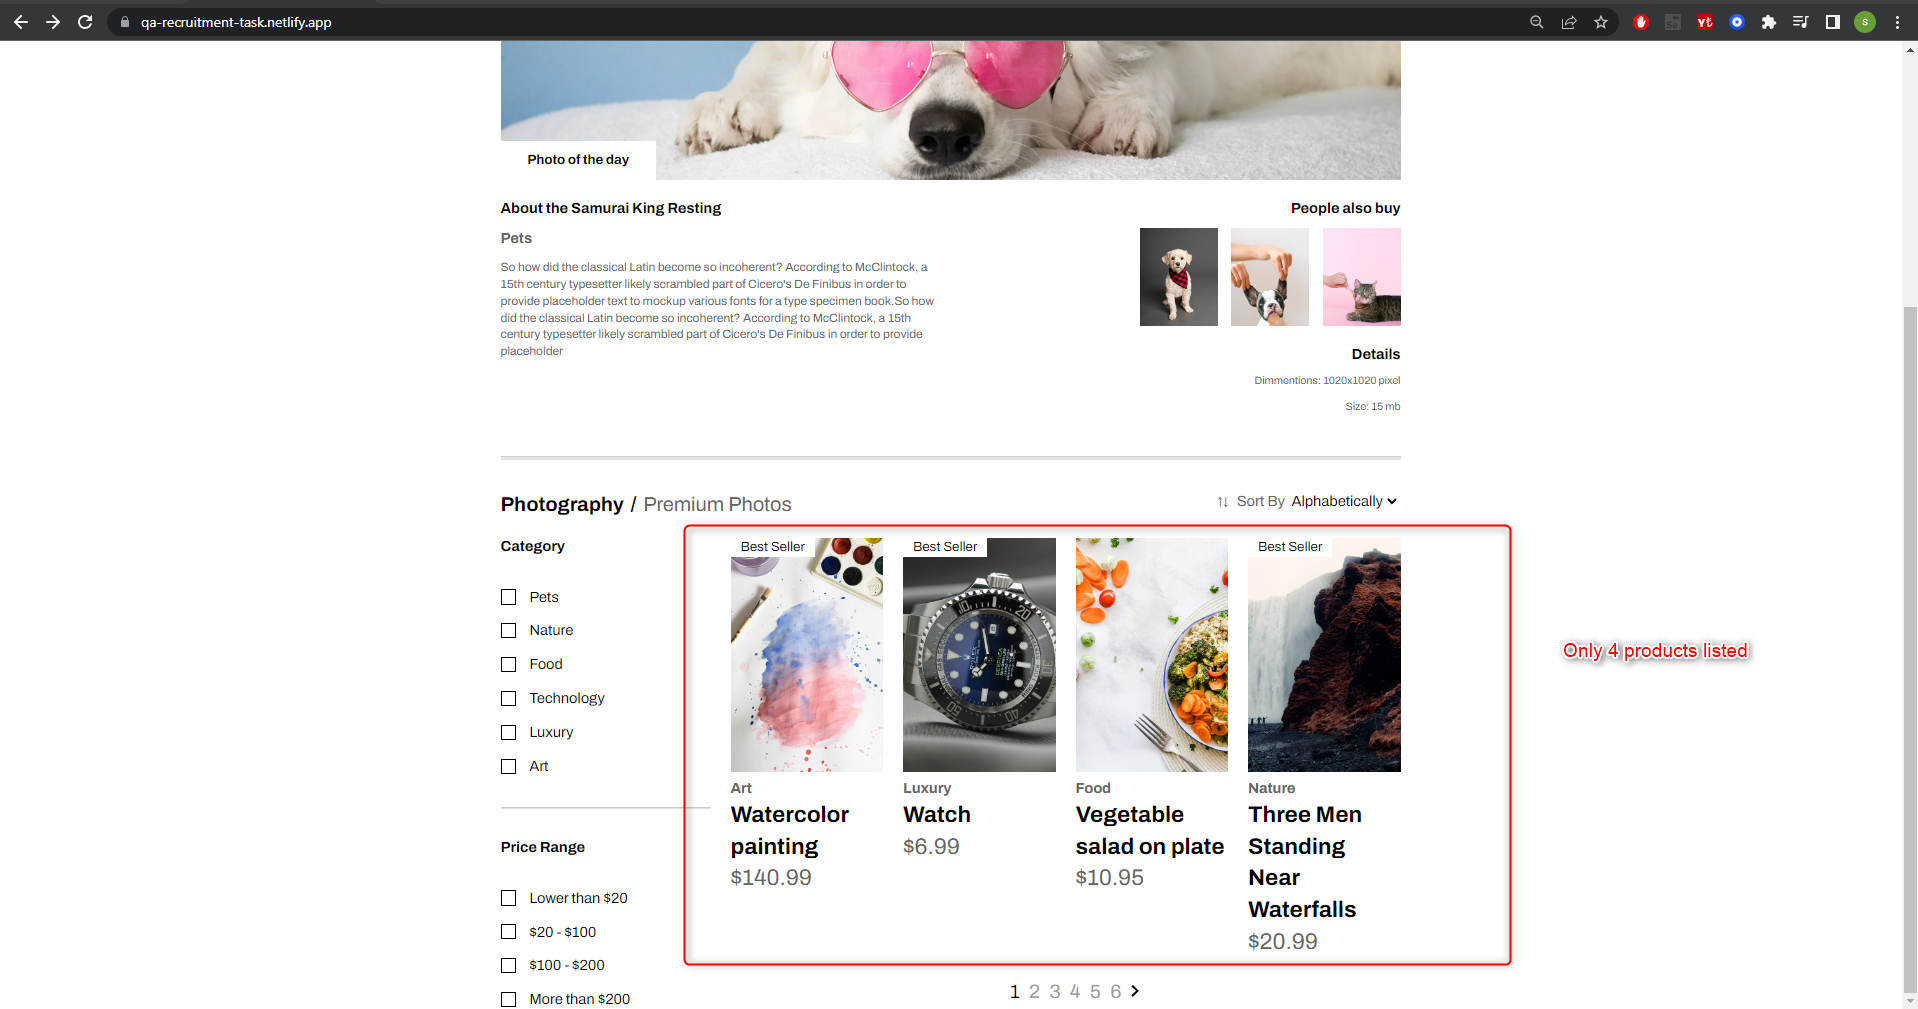 qa-recruitment-task.netlify.app
Photo of the day
About the Samurai King Resting
People also buy
Pets
So how did the classical Latin become so incoherent? According to McClintock, a
15th century typesetter likely scrambled part of Cicero's De Finibus in order to
provide placeholder text to mockup various fonts for a type specimen book.So how
did the classical Latin become so incoherent? According to McClintock, a 15th
century typesetter likely scrambled part of Cicero's De Finibus in order to provide
placeholder
Details
Dimmentions: 1020x1020 pixel
Size: 15 mb
Photography / Premium Photos
Sort By Alphabetically
Category
Pets
Nature
Food
Technology
Luxury
Art
Price Range
Lower than $20
$20 - $100
$100 - $200
More than $200
Best Seller
Art
Watercolor
painting
$140.99
Best Seller
Luxury
Watch
$6.99
Food
Vegetable
salad on plate
$10.95
Best Seller
Nature
Three Men
Standing
Near
Waterfalls
$20.99
Only 4 products listed
1 2 3 4 5 6